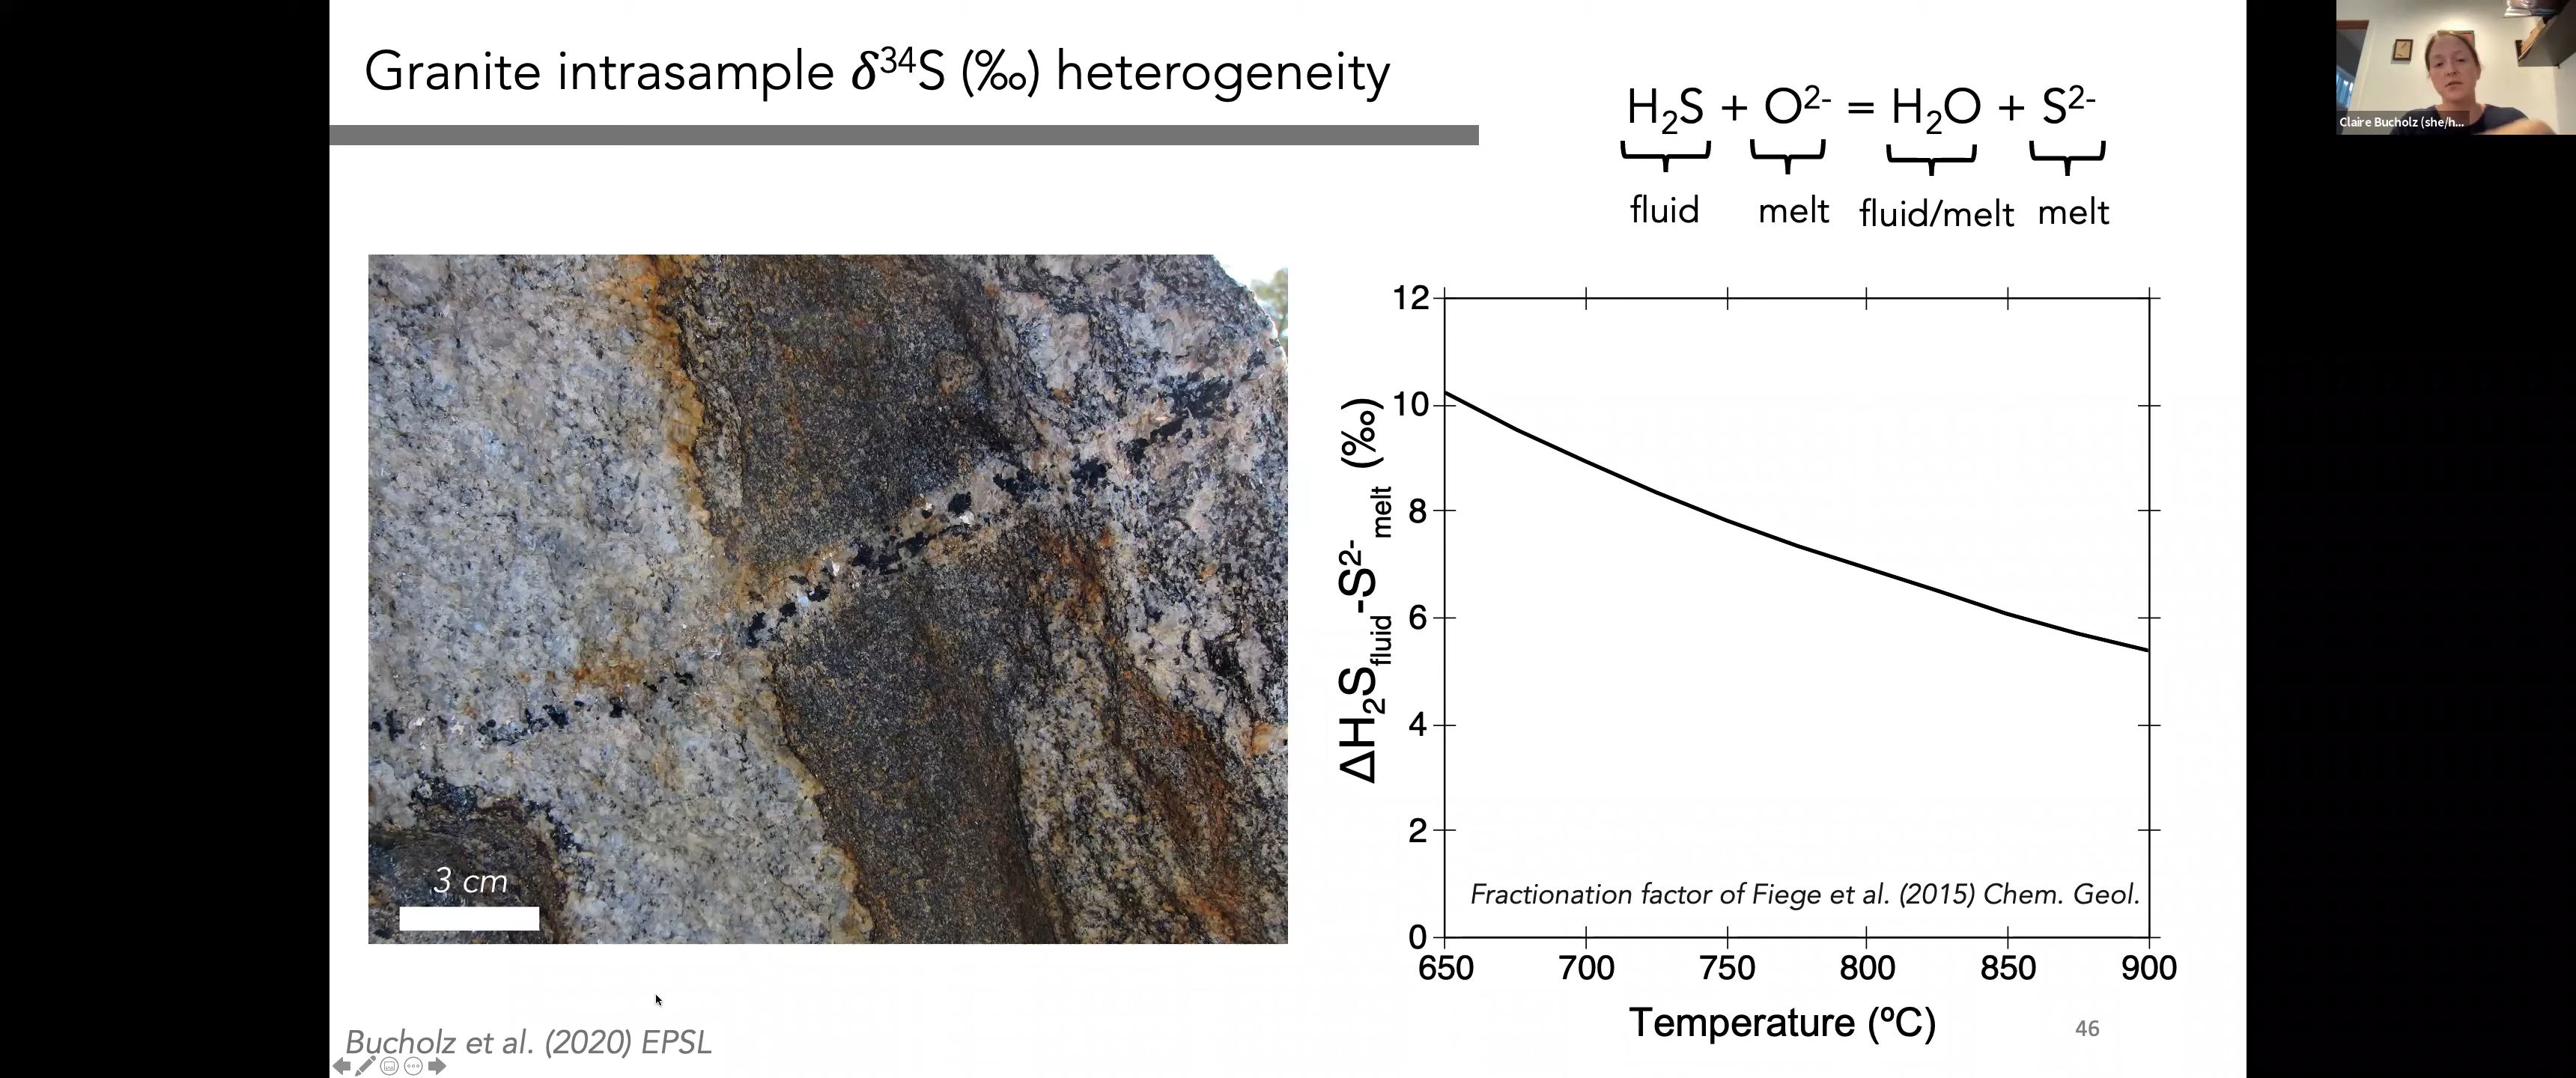 Granite intrasample δ³⁴S (‰) heterogeneity
H₂S + O²⁻ = H₂O + S²⁻
fluid melt fluid/melt melt
Claire Bucholz (she/h...
3 cm
Bucholz et al. (2020) EPSL
ΔH₂S_fluid-S²⁻_melt (‰)
12
10
8
6
4
2
0
Fractionation factor of Fiege et al. (2015) Chem. Geol.
650 700 750 800 850 900
Temperature (ºC)
46